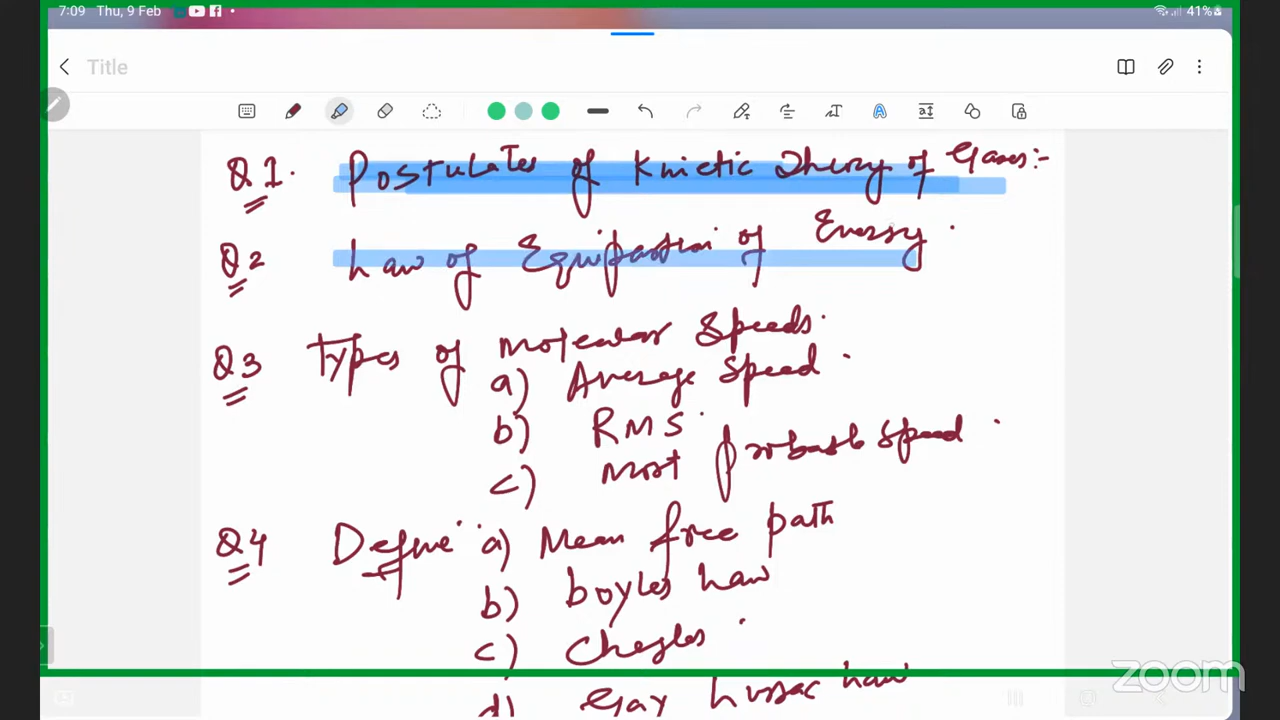 7:09 Thu, 9 Feb
41%
Title
Q1. Postulates of Kinetic Theory of Gases:-
Q2 Law of Equipartion of Energy.
Q3 Types of Molecular Speeds.
a) Average Speed.
b) RMS.
c) Most probable speed.
Q4 Define a) Mean free path
b) boyles Law
c) Charles
d) Gay Lussac Law
zoom